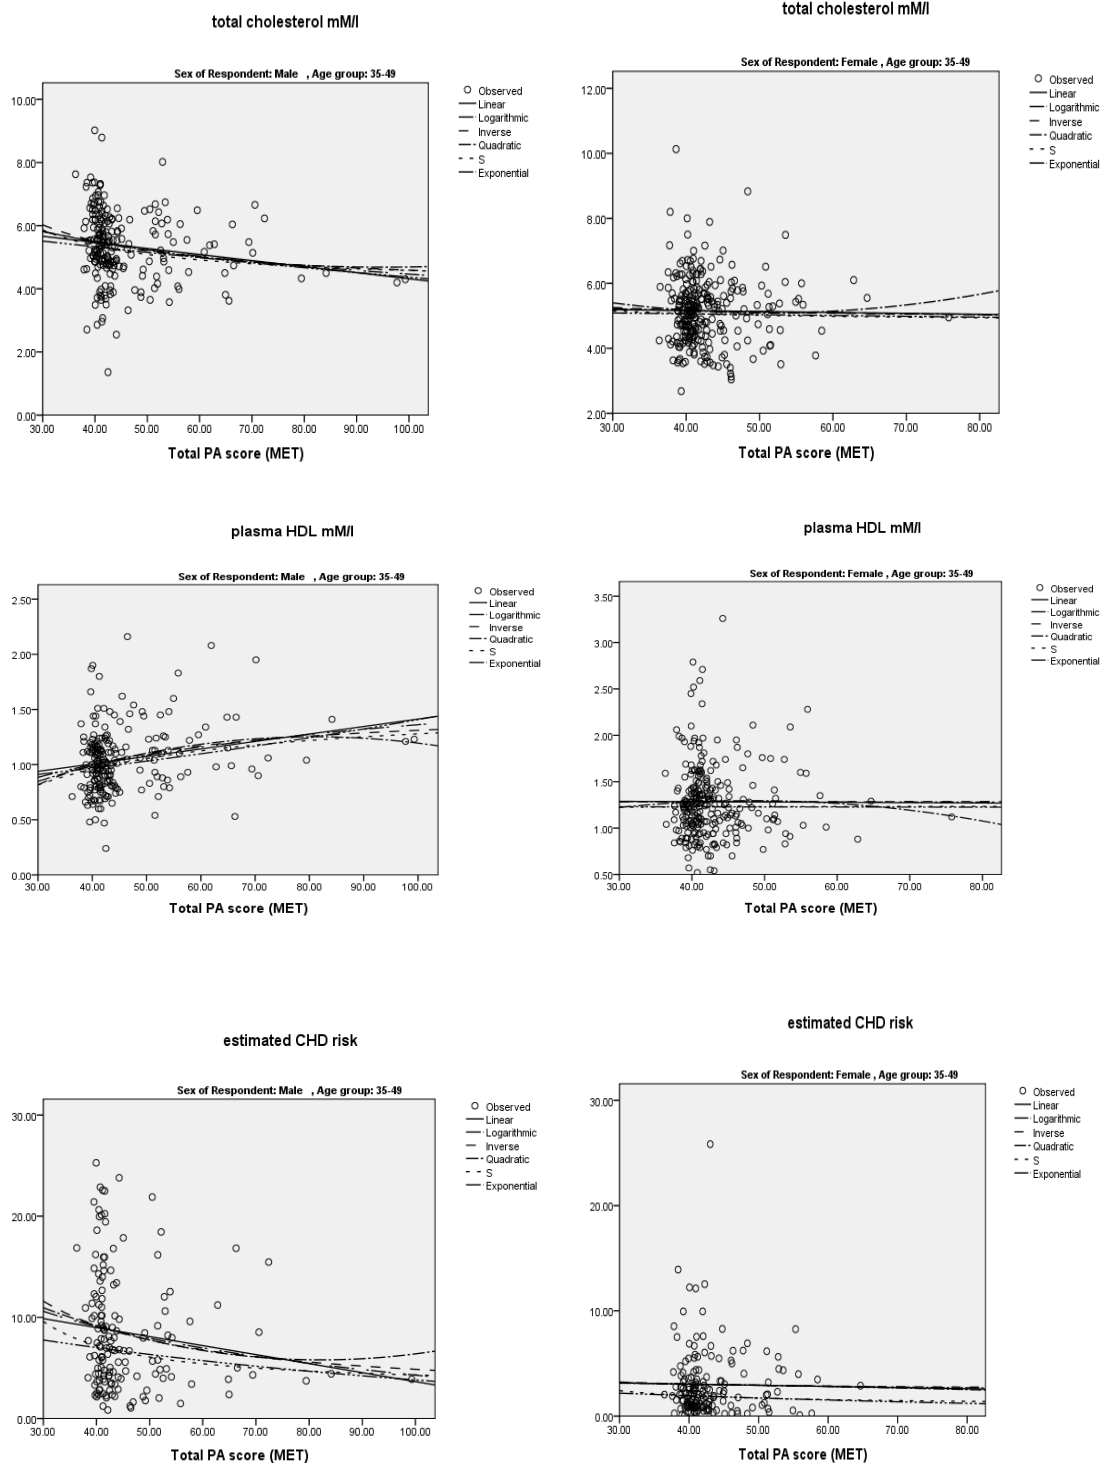 total cholesterol mM/l
Sex of Respondent: Male , Age group: 35-49
10.00
8.00
6.00
4.00
2.00
0.00
30.00 40.00 50.00 60.00 70.00 80.00 90.00 100.00
Total PA score (MET)
Observed
Linear
Logarithmic
Inverse
Quadratic
S
Exponential
total cholesterol mM/l
Sex of Respondent: Female , Age group: 35-49
12.00
10.00
8.00
6.00
4.00
2.00
30.00 40.00 50.00 60.00 70.00 80.00
Total PA score (MET)
Observed
Linear
Logarithmic
Inverse
Quadratic
S
Exponential
plasma HDL mM/l
Sex of Respondent: Male , Age group: 35-49
2.50
2.00
1.50
1.00
0.50
0.00
30.00 40.00 50.00 60.00 70.00 80.00 90.00 100.00
Total PA score (MET)
Observed
Linear
Logarithmic
Inverse
Quadratic
S
Exponential
plasma HDL mM/l
Sex of Respondent: Female , Age group: 35-49
3.50
3.00
2.50
2.00
1.50
1.00
0.50
30.00 40.00 50.00 60.00 70.00 80.00
Total PA score (MET)
Observed
Linear
Logarithmic
Inverse
Quadratic
S
Exponential
estimated CHD risk
Sex of Respondent: Male , Age group: 35-49
30.00
20.00
10.00
0.00
30.00 40.00 50.00 60.00 70.00 80.00 90.00 100.00
Total PA score (MET)
Observed
Linear
Logarithmic
Inverse
Quadratic
S
Exponential
estimated CHD risk
Sex of Respondent: Female , Age group: 35-49
30.00
20.00
10.00
0.00
30.00 40.00 50.00 60.00 70.00 80.00
Total PA score (MET)
Observed
Linear
Logarithmic
Inverse
Quadratic
S
Exponential